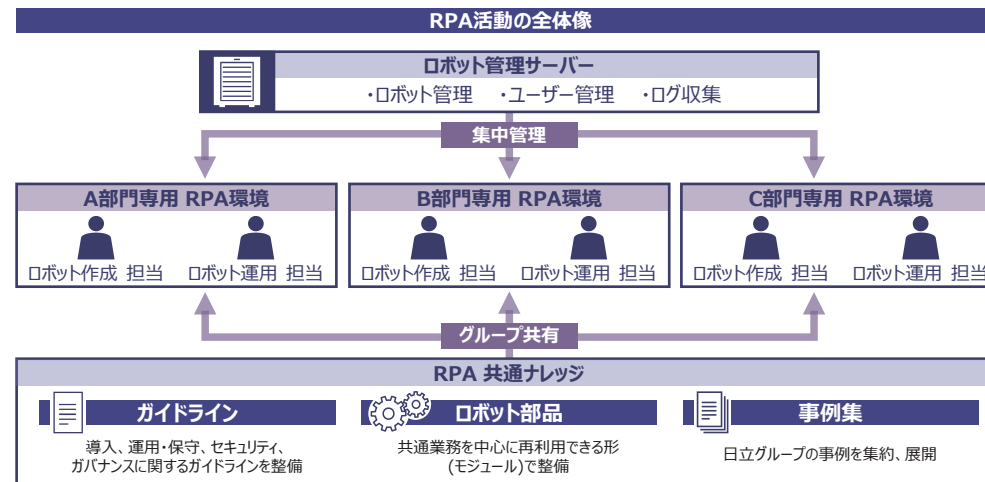 RPA活動の全体像
ロボット管理サーバー
・ロボット管理 ・ユーザー管理 ・ログ収集
集中管理
A部門専用 RPA環境
ロボット作成 担当 ロボット運用 担当
B部門専用 RPA環境
ロボット作成 担当 ロボット運用 担当
C部門専用 RPA環境
ロボット作成 担当 ロボット運用 担当
グループ共有
RPA 共通ナレッジ
ガイドライン
導入、運用・保守、セキュリティ、
ガバナンスに関するガイドラインを整備
ロボット部品
共通業務を中心に再利用できる形
(モジュール)で整備
事例集
日立グループの事例を集約、展開